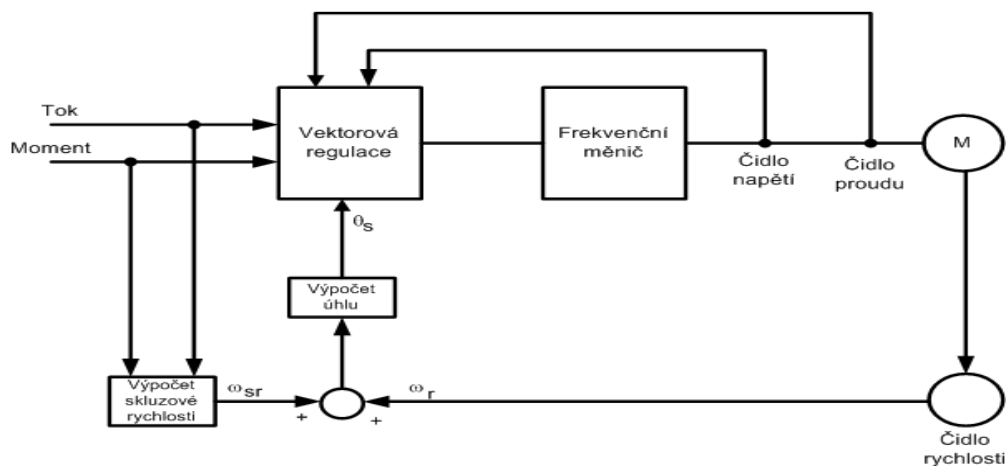 Tok
Moment
Vektorová
regulace
Frekvenční
měnič
Čidlo
napětí
Čidlo
proudu
M
θs
Výpočet
úhlu
Výpočet
skluzové
rychlosti
ωsr
+
+
ωr
Čidlo
rychlosti